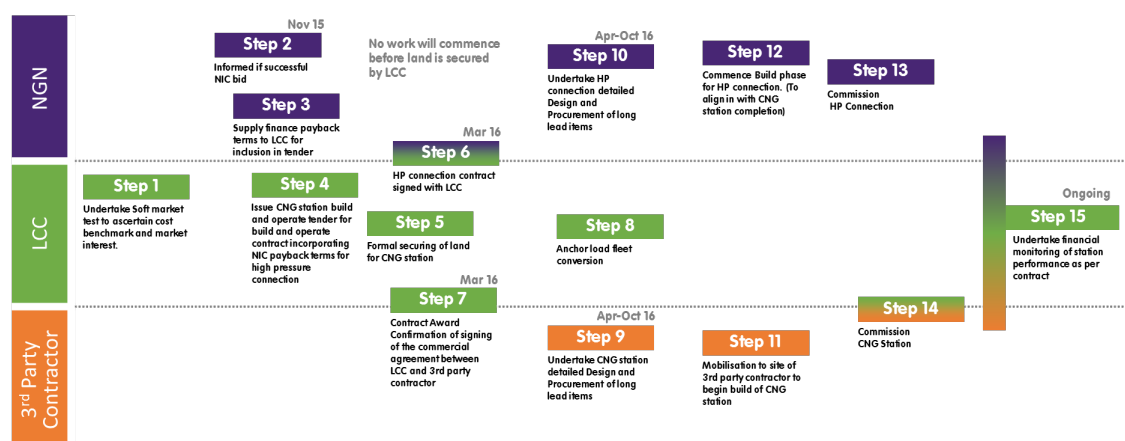 NGN
Nov 15
Step 2
Informed if successful
NIC bid
Step 3
Supply finance payback
terms to LCC for
inclusion in tender
No work will commence
before land is secured
by LCC
Mar 16
Step 6
HP connection contract
signed with LCC
Apr-Oct 16
Step 10
Undertake HP
connection detailed
Design and
Procurement of long
lead items
Step 12
Commence Build phase
for HP connection. (To
align in with CNG
station completion)
Step 13
Commission
HP Connection
LCC
Step 1
Undertake Soft market
test to ascertain cost
benchmark and market
interest.
Step 4
Issue CNG station build
and operate tender for
build and operate
contract incorporating
NIC payback terms for
high pressure
connection
Step 5
Formal securing of land
for CNG station
Mar 16
Step 7
Contract Award
Confirmation of signing
of the commercial
agreement between
LCC and 3rd party
contractor
Step 8
Anchor load fleet
conversion
Ongoing
Step 15
Undertake financial
monitoring of station
performance as per
contract
3rd Party
Contractor
Apr-Oct 16
Step 9
Undertake CNG station
detailed Design and
Procurement of long
lead items
Step 11
Mobilisation to site of
3rd party contractor to
begin build of CNG
station
Step 14
Commission
CNG Station